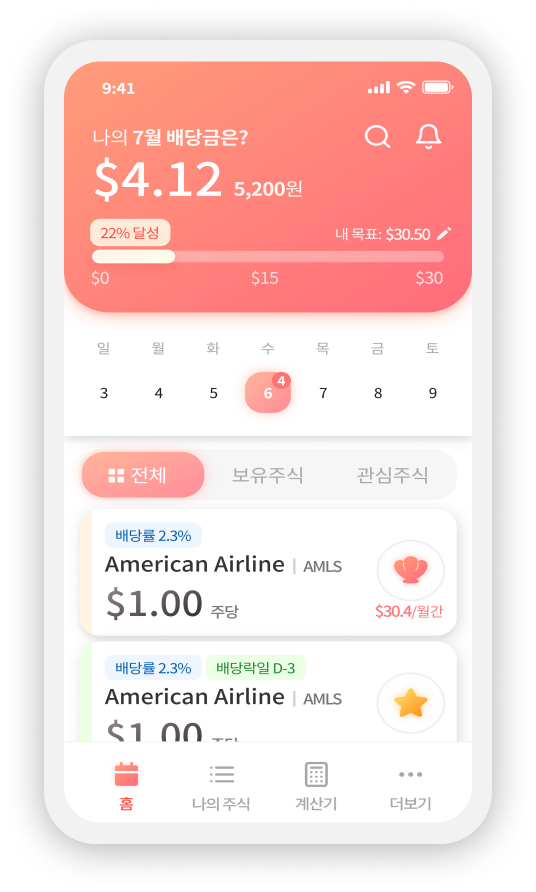 9:41
나의 7월 배당금은?
$4.12 5,200원
22% 달성 내 목표: $30.50
$0 $15 $30
일 월 화 수 목 금 토
3 4 5 6 4 7 8 9
전체 보유주식 관심주식
배당률 2.3%
American Airline | AMLS
$1.00 주당
$30.4/월간
배당률 2.3% 배당락일 D-3
American Airline | AMLS
$1.00 주당
홈 나의 주식 계산기 더보기